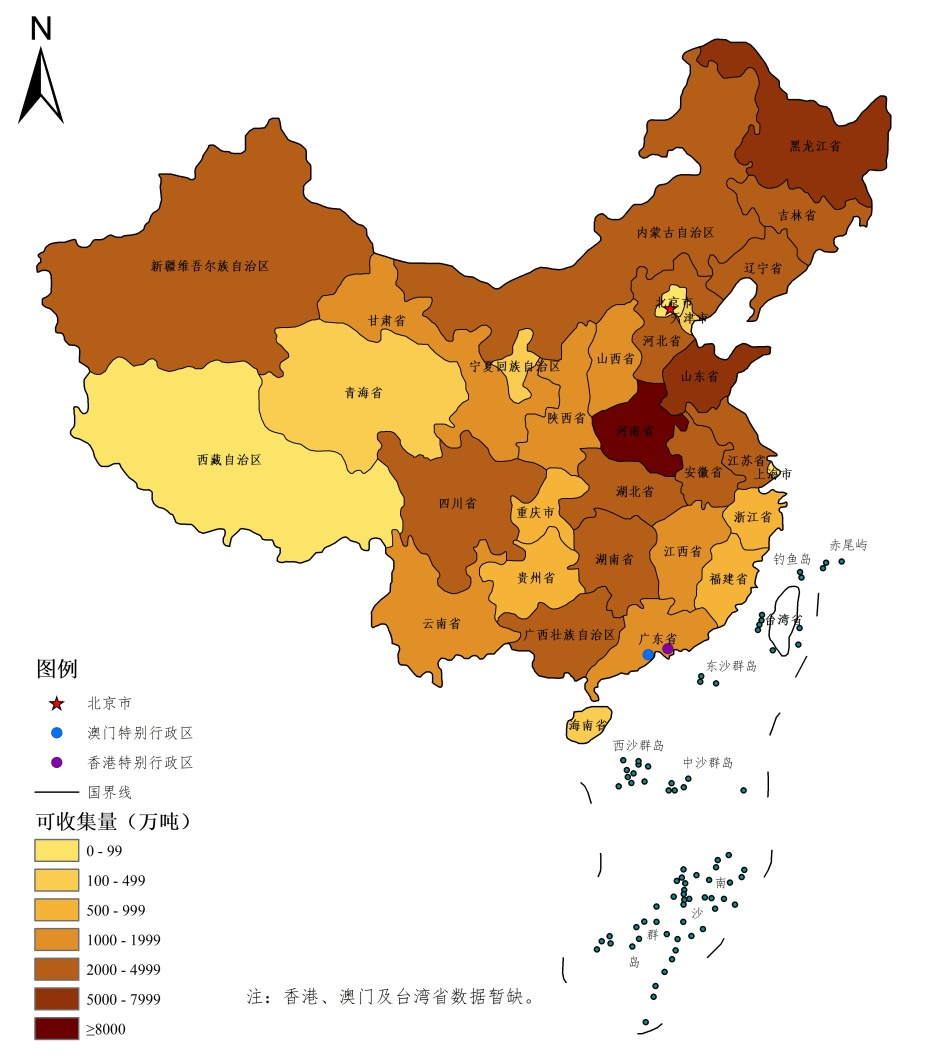 N
黑龙江省
吉林省
内蒙古自治区
辽宁省
新疆维吾尔族自治区
北京市
天津市
甘肃省
河北省
山西省
宁夏回族自治区
山东省
青海省
陕西省
河南省
西藏自治区
江苏省
安徽省
上海市
湖北省
四川省
重庆市
浙江省
赤尾屿
江西省
湖南省
钓鱼岛
贵州省
福建省
台湾省
云南省
广西壮族自治区
广东省
东沙群岛
图例
北京市
海南省
澳门特别行政区
西沙群岛
香港特别行政区
中沙群岛
国界线
可收集量（万吨）
0 - 99
100 - 499
500 - 999
1000 - 1999
2000 - 4999
5000 - 7999
≥8000
南
沙
群
岛
注：香港、澳门及台湾省数据暂缺。